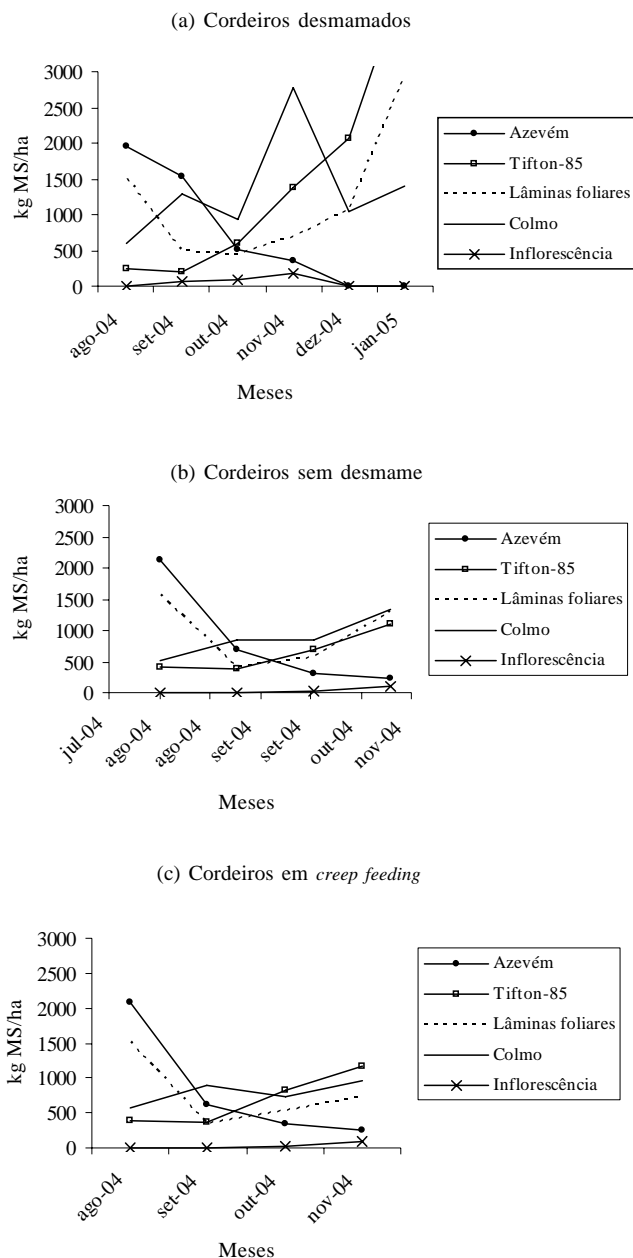 (a) Cordeiros desmamados
kg MS/ha
3000
2500
2000
1500
1000
500
0
ago-04
set-04
out-04
nov-04
dez-04
jan-05
Meses
Azevém
Tifton-85
Lâminas foliares
Colmo
Inflorescência
(b) Cordeiros sem desmame
kg MS/ha
3000
2500
2000
1500
1000
500
0
jul-04
ago-04
ago-04
set-04
set-04
out-04
nov-04
Meses
Azevém
Tifton-85
Lâminas foliares
Colmo
Inflorescência
(c) Cordeiros em creep feeding
kg MS/ha
3000
2500
2000
1500
1000
500
0
ago-04
set-04
out-04
nov-04
Meses
Azevém
Tifton-85
Lâminas foliares
Colmo
Inflorescência